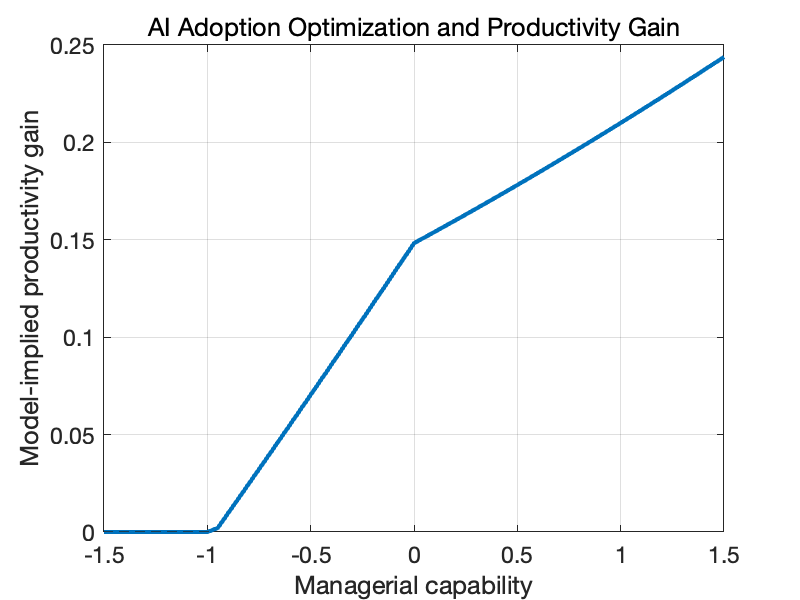 AI Adoption Optimization and Productivity Gain
0.25
0.2
0.15
0.1
0.05
0
Model-implied productivity gain
-1.5 -1 -0.5 0 0.5 1 1.5
Managerial capability